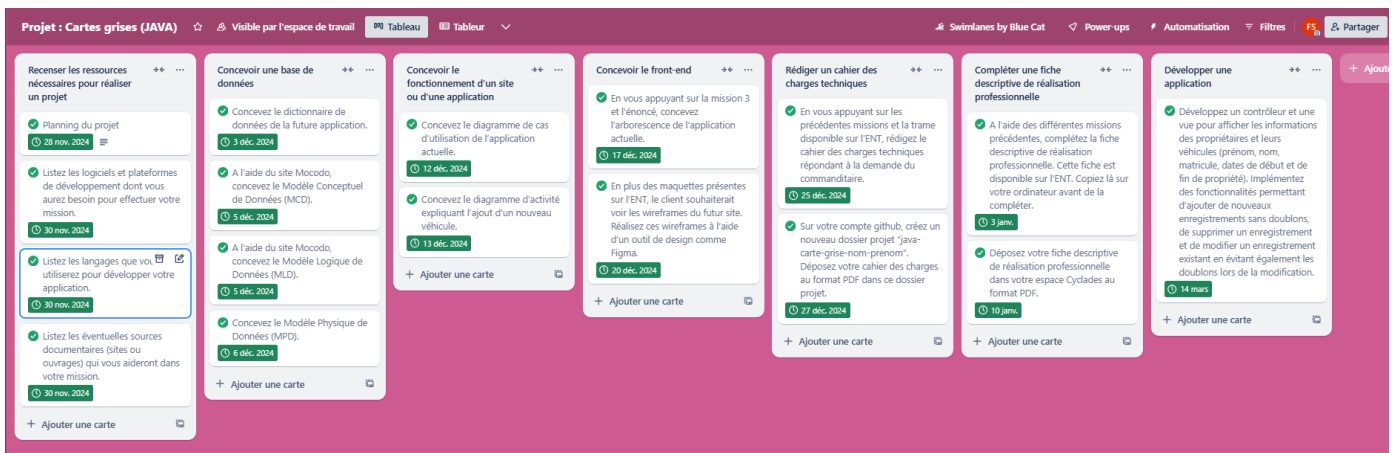 Projet : Cartes grises (JAVA)
Visible par l'espace de travail
Tableau
Tableur
Swimlanes by Blue Cat
Power-ups
Automatisation
Filtres
FS
Partager
Recenser les ressources
nécessaires pour réaliser
un projet
Planning du projet
28 nov. 2024
Listez les logiciels et plateformes
de développement dont vous
aurez besoin pour effectuer votre
mission.
30 nov. 2024
Listez les langages que vou
utiliserez pour développer votre
application.
30 nov. 2024
Listez les éventuelles sources
documentaires (sites ou
ouvrages) qui vous aideront dans
votre mission.
30 nov. 2024
+ Ajouter une carte
Concevoir une base de
données
Concevez le dictionnaire de
données de la future application.
3 déc. 2024
A l'aide du site Mocodo,
concevez le Modèle Conceptuel
de Données (MCD).
5 déc. 2024
A l'aide du site Mocodo,
concevez le Modèle Logique de
Données (MLD).
5 déc. 2024
Concevez le Modèle Physique de
Données (MPD).
6 déc. 2024
+ Ajouter une carte
Concevoir le
fonctionnement d'un site
ou d'une application
Concevez le diagramme de cas
d'utilisation de l'application
actuelle.
12 déc. 2024
Concevez le diagramme d'activité
expliquant l'ajout d'un nouveau
véhicule.
13 déc. 2024
+ Ajouter une carte
Concevoir le front-end
En vous appuyant sur la mission 3
et l'énoncé, concevez
l'arborescence de l'application
actuelle.
17 déc. 2024
En plus des maquettes présentes
sur l'ENT, le client souhaiterait
voir les wireframes du futur site.
Réalisez ces wireframes à l'aide
d'un outil de design comme
Figma.
20 déc. 2024
+ Ajouter une carte
Rédiger un cahier des
charges techniques
En vous appuyant sur les
précédentes missions et la trame
disponible sur l'ENT, rédigez le
cahier des charges techniques
répondant à la demande du
commanditaire.
25 déc. 2024
Sur votre compte github, créez un
nouveau dossier projet "java-
carte-grise-nom-prenom".
Déposez votre cahier des charges
au format PDF dans ce dossier
projet.
27 déc. 2024
+ Ajouter une carte
Compléter une fiche
descriptive de réalisation
professionnelle
A l'aide des différentes missions
précédentes, complétez la fiche
descriptive de réalisation
professionnelle. Cette fiche est
disponible sur l'ENT. Copiez là sur
votre ordinateur avant de la
compléter.
3 janv.
Déposez votre fiche descriptive
de réalisation professionnelle
dans votre espace Cyclades au
format PDF.
10 janv.
+ Ajouter une carte
Développer une
application
Développez un contrôleur et une
vue pour afficher les informations
des propriétaires et leurs
véhicules (prénom, nom,
matricule, dates de début et de
fin de propriété). Implémentez
des fonctionnalités permettant
d'ajouter de nouveaux
enregistrements sans doublons,
de supprimer un enregistrement
et de modifier un enregistrement
existant en évitant également les
doublons lors de la modification.
14 mars
+ Ajouter une carte
+ Ajoute